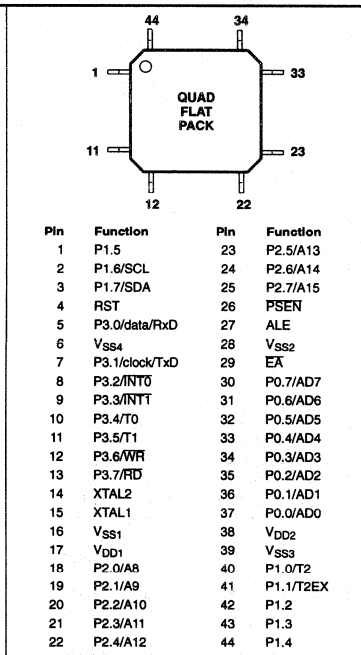 44 34
1 33
QUAD
FLAT
PACK
11 23
12 22
Pin Function Pin Function
1 P1.5 23 P2.5/A13
2 P1.6/SCL 24 P2.6/A14
3 P1.7/SDA 25 P2.7/A15
4 RST 26 P̅S̅E̅N̅
5 P3.0/data/RxD 27 ALE
6 VSS4 28 VSS2
7 P3.1/clock/TxD 29 E̅A̅
8 P3.2/I̅N̅T̅0̅ 30 P0.7/AD7
9 P3.3/I̅N̅T̅1̅ 31 P0.6/AD6
10 P3.4/T0 32 P0.5/AD5
11 P3.5/T1 33 P0.4/AD4
12 P3.6/W̅R̅ 34 P0.3/AD3
13 P3.7/R̅D̅ 35 P0.2/AD2
14 XTAL2 36 P0.1/AD1
15 XTAL1 37 P0.0/AD0
16 VSS1 38 VDD2
17 VDD1 39 VSS3
18 P2.0/A8 40 P1.0/T2
19 P2.1/A9 41 P1.1/T2EX
20 P2.2/A10 42 P1.2
21 P2.3/A11 43 P1.3
22 P2.4/A12 44 P1.4